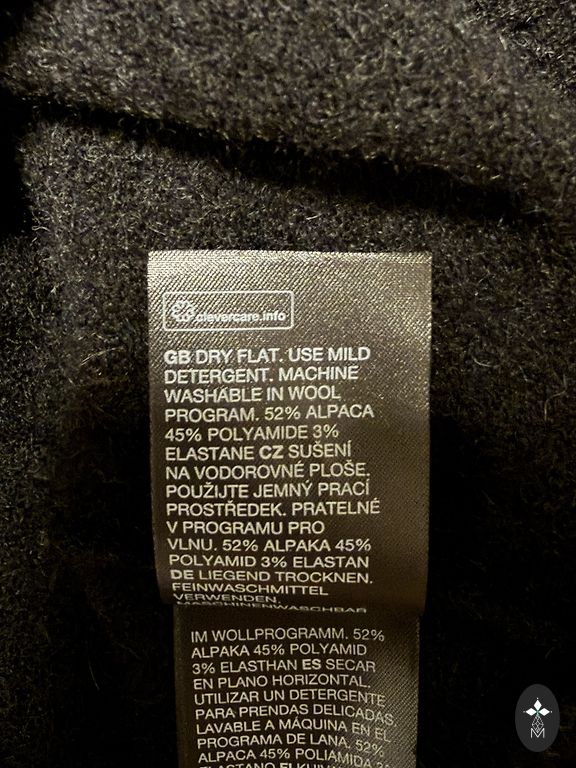 clevercare.info
GB DRY FLAT. USE MILD
DETERGENT. MACHINE
WASHABLE IN WOOL
PROGRAM. 52% ALPACA
45% POLYAMIDE 3%
ELASTANE CZ SUŠENÍ
NA VODOROVNÉ PLOŠE.
POUŽIJTE JEMNÝ PRACÍ
PROSTŘEDEK. PRATELNÉ
V PROGRAMU PRO
VLNU. 52% ALPAKA 45%
POLYAMID 3% ELASTAN
DE LIEGEND TROCKNEN.
FEINWASCHMITTEL
VERWENDEN.
MASCHINENWASCHBAR
IM WOLLPROGRAMM. 52%
ALPAKA 45% POLYAMID
3% ELASTHAN ES SECAR
EN PLANO HORIZONTAL.
UTILIZAR UN DETERGENTE
PARA PRENDAS DELICADAS.
LAVABLE A MÁQUINA EN EL
PROGRAMA DE LANA. 52%
ALPACA 45% POLIAMIDA
M